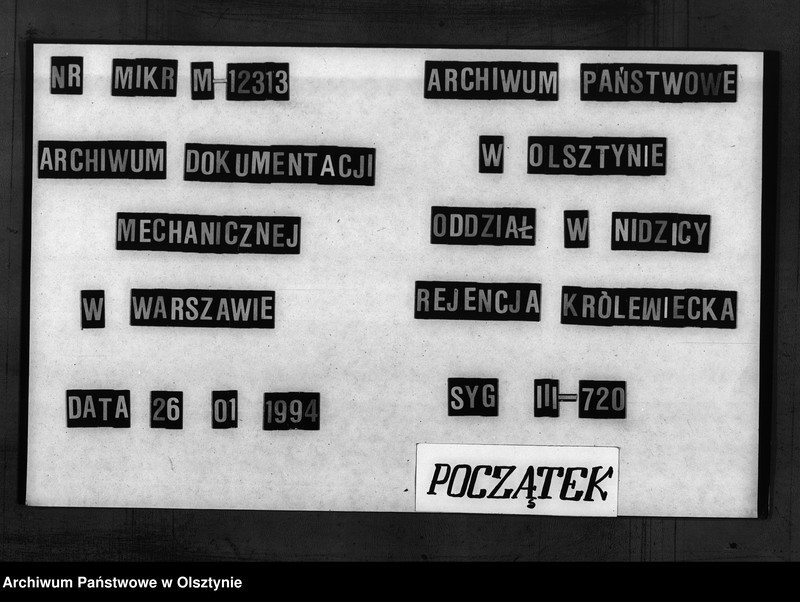 NR MIKR M-12313
ARCHIWUM DOKUMENTACJI
MECHANICZNEJ
W WARSZAWIE
DATA 26 01 1994
ARCHIWUM PAŃSTWOWE
W OLSZTYNIE
ODDZIAŁ W NIDZICY
REJENCJA KRÒLEWIECKA
SYG III-720
POCZĄTEK
Archiwum Państwowe w Olsztynie